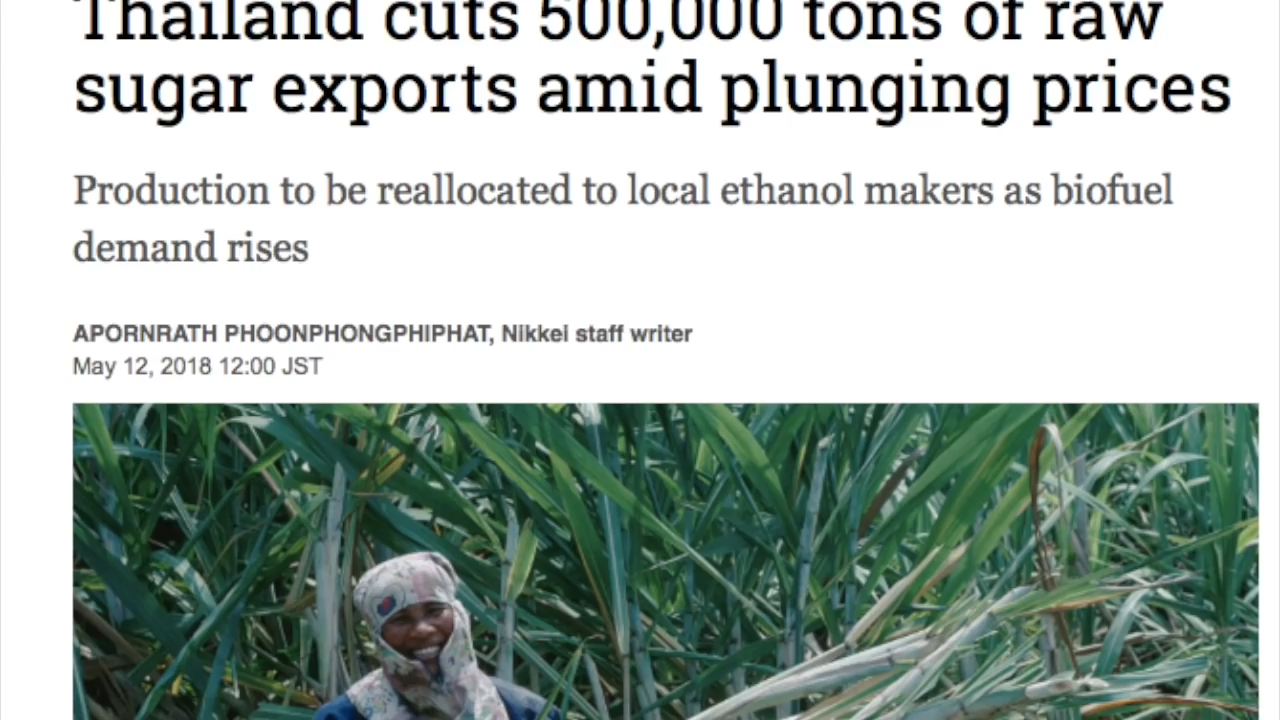 Thailand cuts 500,000 tons of raw
sugar exports amid plunging prices
Production to be reallocated to local ethanol makers as biofuel
demand rises
APORNRATH PHOONPHONGPHIPHAT, Nikkei staff writer
May 12, 2018 12:00 JST